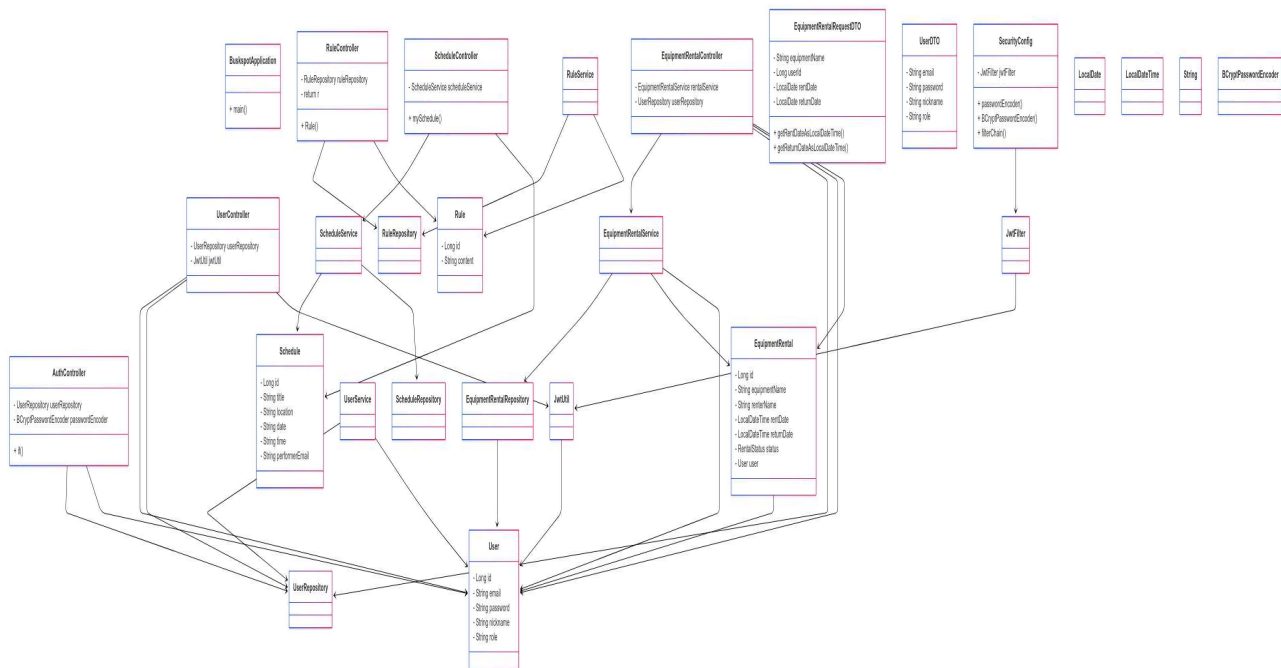 BuskspotApplication
+ main()
RuleController
- RuleRepository ruleRepository
- return r
+ Rule()
ScheduleController
- ScheduleService scheduleService
+ mySchedule()
RuleService
EquipmentRentalController
- EquipmentRentalService rentalService
- UserRepository userRepository
EquipmentRentalRequestDTO
- String equipmentName
- Long userId
- LocalDate rentDate
- LocalDate returnDate
+ getRentDateAsLocalDateTime()
+ getReturnDateAsLocalDateTime()
UserDTO
- String email
- String password
- String nickname
- String role
SecurityConfig
- JwtFilter jwtFilter
+ passwordEncoder()
+ BCryptPasswordEncoder()
+ filterChain()
LocalDate
LocalDateTime
String
BCryptPasswordEncoder
UserController
- UserRepository userRepository
- JwtUtil jwtUtil
ScheduleService
RuleRepository
Rule
- Long id
- String content
EquipmentRentalService
JwtFilter
AuthController
- UserRepository userRepository
- BCryptPasswordEncoder passwordEncoder
+ if()
Schedule
- Long id
- String title
- String location
- String date
- String time
- String performerEmail
UserService
ScheduleRepository
EquipmentRentalRepository
JwtUtil
EquipmentRental
- Long id
- String equipmentName
- String renterName
- LocalDateTime rentDate
- LocalDateTime returnDate
- RentalStatus status
- User user
UserRepository
User
- Long id
- String email
- String password
- String nickname
- String role